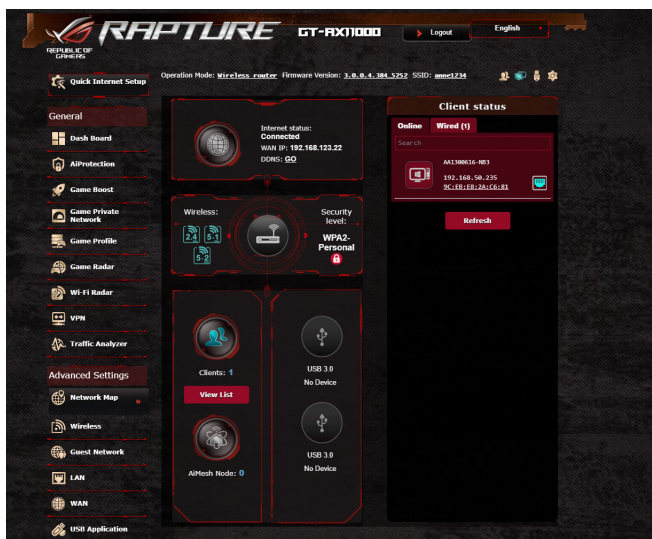 REPUBLIC OF
GAMERS
RAPTURE
GT-AX11000
Logout
English
Quick Internet Setup
Operation Mode: Wireless router Firmware Version: 3.0.0.4.384_5252 SSID: anne1234
General
Dash Board
AiProtection
Game Boost
Game Private
Network
Game Profile
Game Radar
Wi-Fi Radar
VPN
Traffic Analyzer
Advanced Settings
Network Map
Wireless
Guest Network
LAN
WAN
USB Application
Internet status:
Connected
WAN IP: 192.168.123.22
DDNS: GO
Wireless:
2.4
5-1
5-2
Security
level:
WPA2-
Personal
Clients: 1
View List
AiMesh Node: 0
USB 3.0
No Device
USB 3.0
No Device
Client status
Online
Wired (1)
Search
AA1300616-NB3
192.168.50.235
9C:EB:E8:2A:C6:81
Refresh